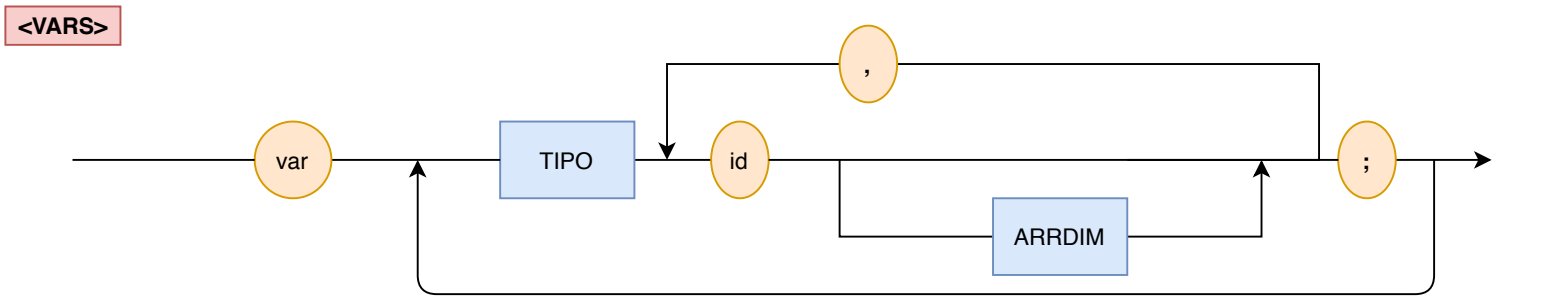 <VARS>
,
var
TIPO
id
;
ARRDIM